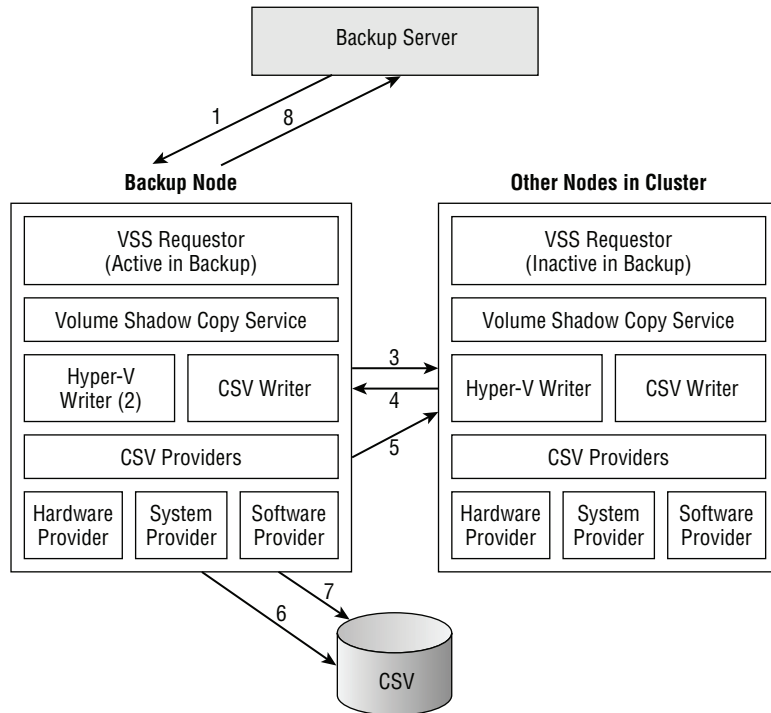 Backup Server
1
8
Backup Node
Other Nodes in Cluster
VSS Requestor
(Active in Backup)
VSS Requestor
(Inactive in Backup)
Volume Shadow Copy Service
Volume Shadow Copy Service
Hyper-V
Writer (2)
CSV Writer
3
4
Hyper-V Writer
CSV Writer
CSV Providers
5
CSV Providers
Hardware
Provider
System
Provider
Software
Provider
Hardware
Provider
System
Provider
Software
Provider
6
7
CSV